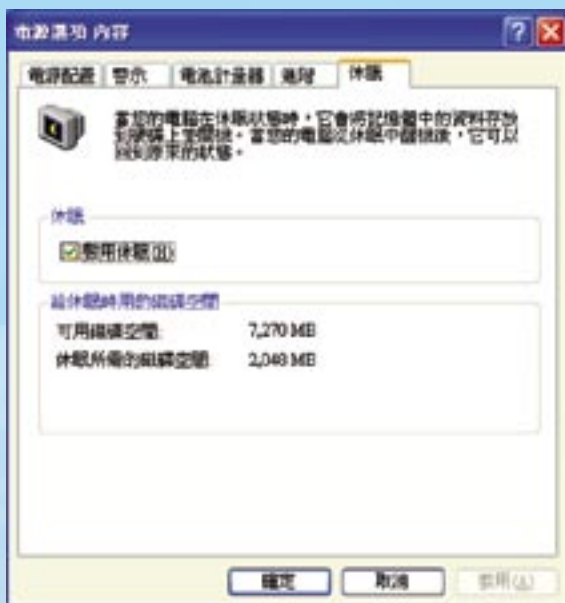 電源選項 內容
電源配置 警示 電池計量器 進階 休眠
當您的電腦在休眠狀態時，它會將記憶體中的資料存放
到硬碟上並關機。當您的電腦從休眠中醒機後，它可以
回到原來的狀態。
休眠
啟用休眠(H)
給休眠時用的磁碟空間
可用磁碟空間: 7,270 MB
休眠所需的磁碟空間: 2,048 MB
確定 取消 套用(A)